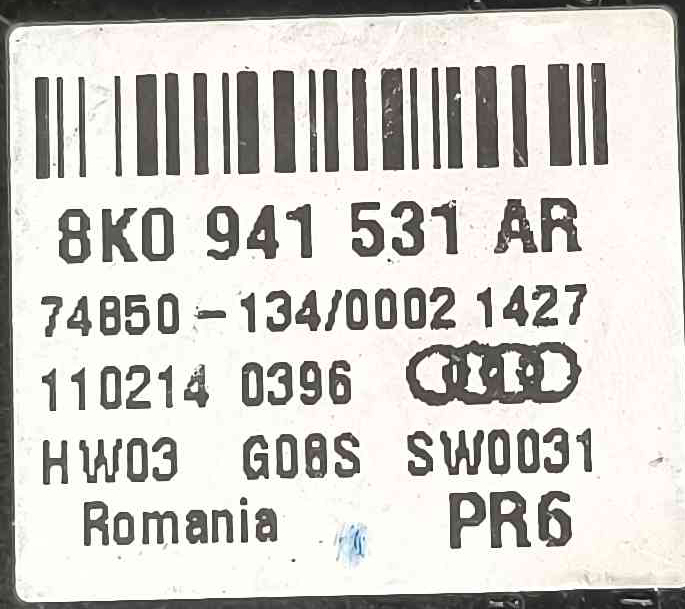 8K0 941 531 AR
74850-134/0002 1427
110214 0396
HW03 G08S SW0031
Romania PR6